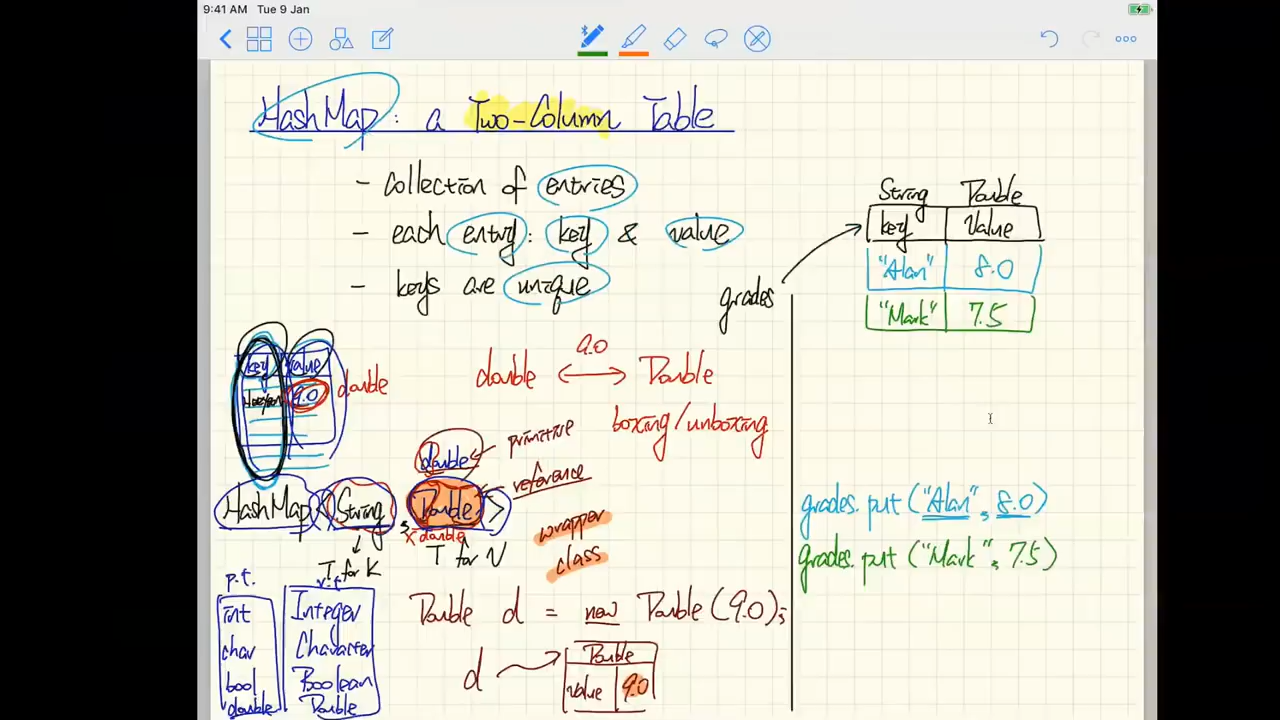 9:41 AM Tue 9 Jan
HashMap: a Two-Column Table
- collection of entries
- each entry: key & value
- keys are unique
String Double
key Value
"Alan" 8.0
"Mark" 7.5
grades
key value
9.0 double
double 9.0 Double
boxing/unboxing
double primitive
reference
HashMap<String, Double>
x double
wrapper
class
T for K
T for V
p.t. r.t
int Integer
char Character
bool Boolean
double Double
Double d = new Double(9.0);
d
Double
value 9.0
grades.put("Alan", 8.0)
grades.put("Mark", 7.5)